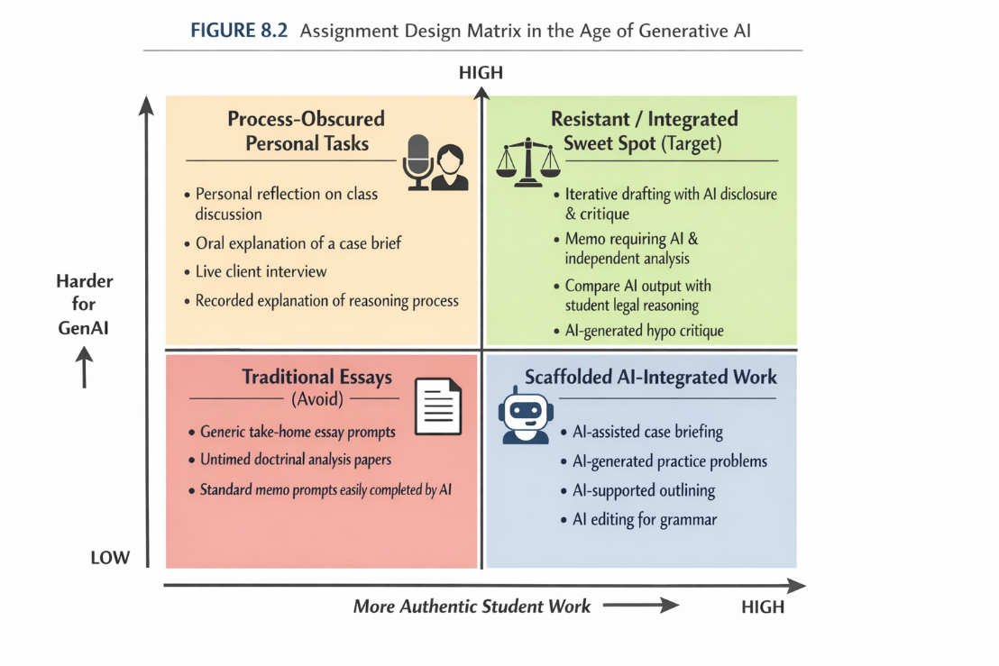 FIGURE 8.2 Assignment Design Matrix in the Age of Generative AI
HIGH
Process-Obscured
Personal Tasks
• Personal reflection on class
discussion
• Oral explanation of a case brief
• Live client interview
• Recorded explanation of reasoning process
Resistant / Integrated
Sweet Spot (Target)
• Iterative drafting with AI disclosure
& critique
• Memo requiring AI &
independent analysis
• Compare AI output with
student legal reasoning
• AI-generated hypo critique
Harder
for
GenAI
Traditional Essays
(Avoid)
• Generic take-home essay prompts
• Untimed doctrinal analysis papers
• Standard memo prompts easily completed by AI
Scaffolded AI-Integrated Work
• AI-assisted case briefing
• AI-generated practice problems
• AI-supported outlining
• AI editing for grammar
LOW
More Authentic Student Work
HIGH